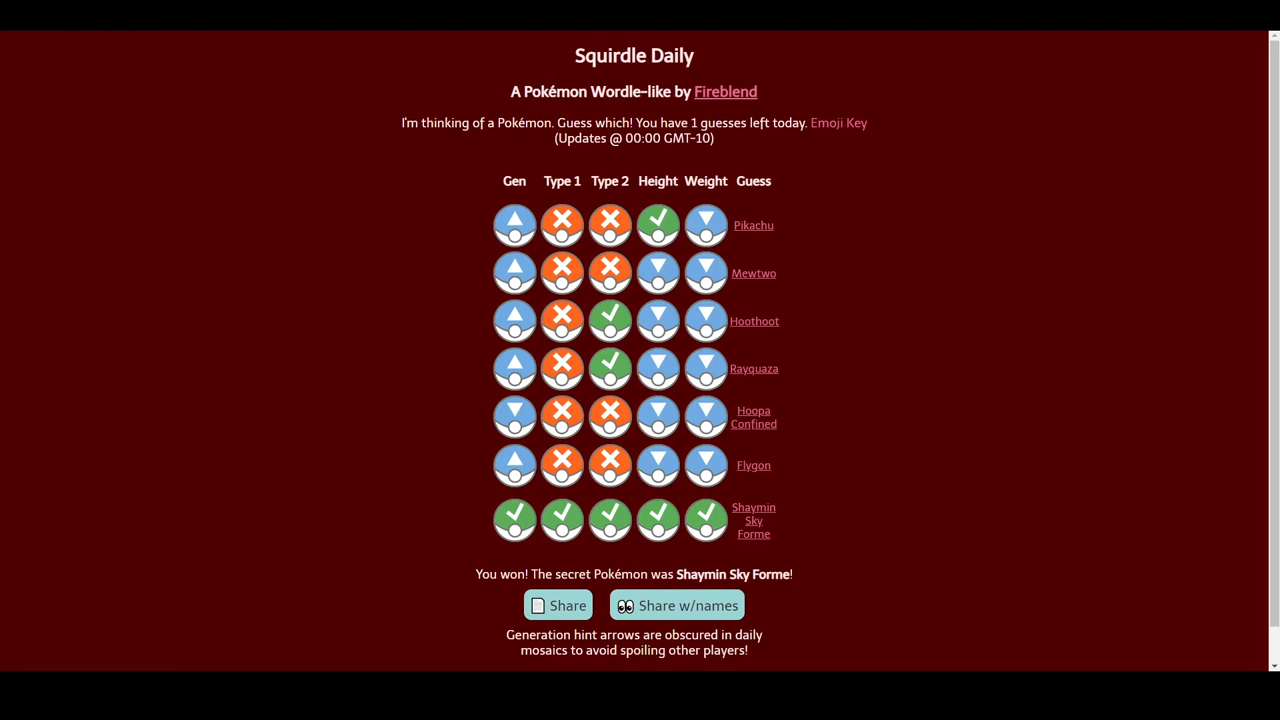 Squirdle Daily
A Pokémon Wordle-like by Fireblend
I'm thinking of a Pokémon. Guess which! You have 1 guesses left today. Emoji Key
(Updates @ 00:00 GMT-10)
Gen Type 1 Type 2 Height Weight Guess
Pikachu
Mewtwo
Hoothoot
Rayquaza
Hoopa
Confined
Flygon
Shaymin
Sky
Forme
You won! The secret Pokémon was Shaymin Sky Forme!
Share Share w/names
Generation hint arrows are obscured in daily
mosaics to avoid spoiling other players!